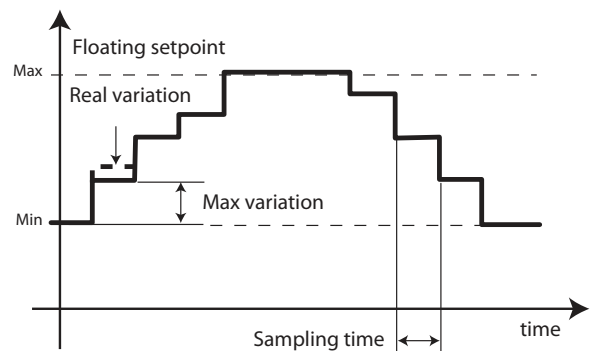 Floating setpoint
Max
Real variation
Max variation
Min
time
Sampling time